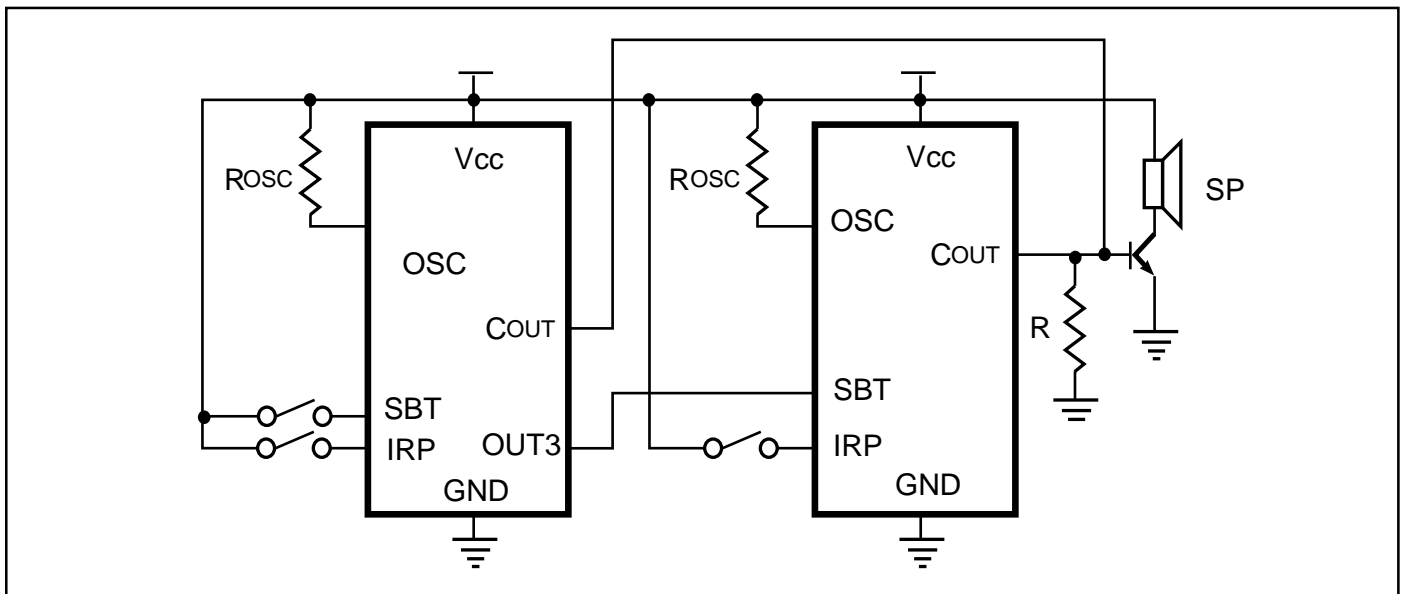 Vcc
ROSC
OSC
COUT
SBT
IRP
OUT3
GND
Vcc
ROSC
OSC
COUT
SBT
IRP
GND
R
SP